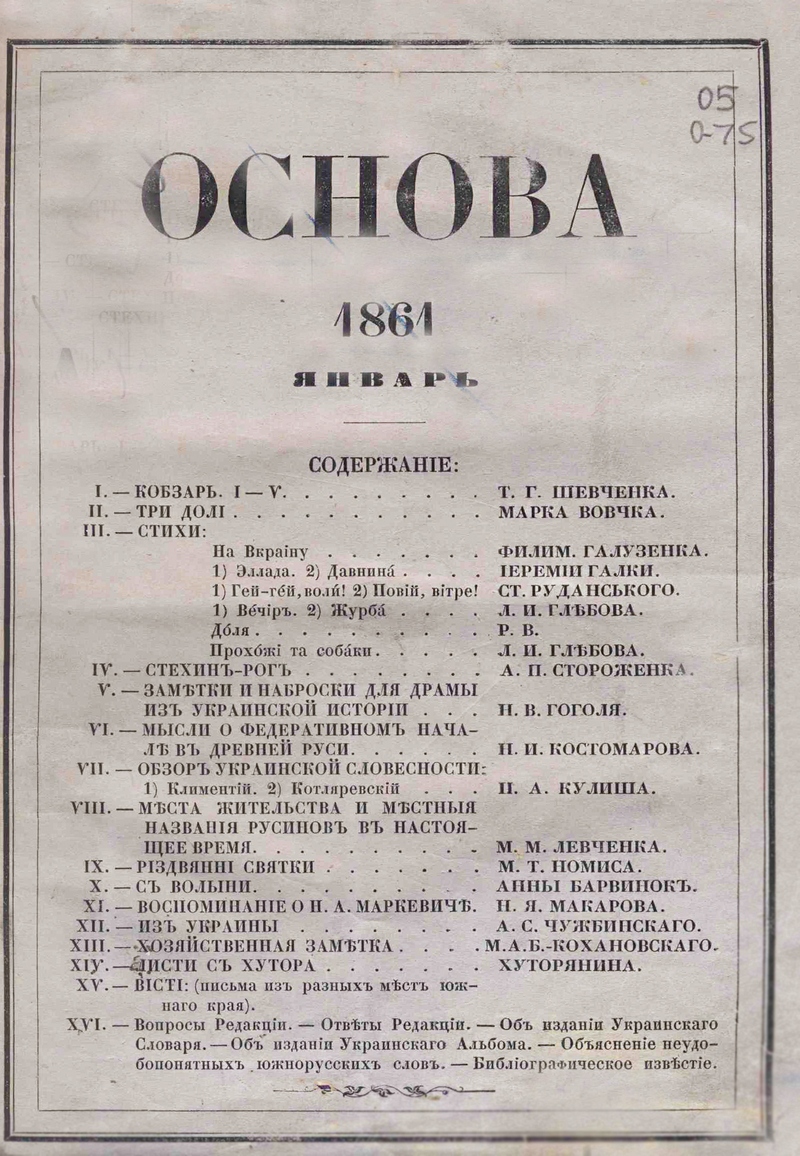 05
0-75
ОСНОВА
1861
ЯНВАРЬ
СОДЕРЖАНІЕ:
I. — КОБЗАРЬ. I — V. . . . . . . . . Т. Г. ШЕВЧЕНКА.
II. — ТРИ ДОЛІ . . . . . . . . . . . МАРКА ВОВЧКА.
III. — СТИХИ:
На Вкраіну . . . . . . . ФИЛИМ. ГАЛУЗЕНКА.
1) Эллада. 2) Давнина́ . . . . ІЕРЕМІИ ГАЛКИ.
1) Гей-ге́й, воли́! 2) Повій, вітре! СТ. РУДАНСЬКОГО.
1) Ве́чіръ. 2) Журба́ . . . . Л. И. ГЛѢБОВА.
До́ля . . . . . . . . . . . Р. В.
Прохо́жі та соба́ки. . . . . . Л. И. ГЛѢБОВА.
IV. — СТЕХИНЪ-РОГЪ . . . . . . . . А. П. СТОРОЖЕНКА.
V. — ЗАМѢТКИ И НАБРОСКИ ДЛЯ ДРАМЫ
ИЗЪ УКРАИНСКОЙ ИСТОРІИ . . . Н. В. ГОГОЛЯ.
VI. — МЫСЛИ О ФЕДЕРАТИВНОМЪ НАЧА-
ЛѢ ВЪ ДРЕВНЕЙ РУСИ. . . . . . Н. И. КОСТОМАРОВА.
VII. — ОБЗОРЪ УКРАИНСКОЙ СЛОВЕСНОСТИ:
1) Климентій. 2) Котляревскій . . . П. А. КУЛИША.
VIII. — МѢСТА ЖИТЕЛЬСТВА И МѢСТНЫЯ
НАЗВАНІЯ РУСИНОВЪ ВЪ НАСТОЯ-
ЩЕЕ ВРЕМЯ. . . . . . . . . . М. М. ЛЕВЧЕНКА.
IX. — РІЗДВЯННІ СВЯТКИ . . . . . . . М. Т. НОМИСА.
X. — СЪ ВОЛЫНИ. . . . . . . . . . АННЫ БАРВИНОКЪ.
XI. — ВОСПОМИНАНІЕ О Н. А. МАРКЕВИЧѢ. Н. Я. МАКАРОВА.
XII. — ИЗЪ УКРАИНЫ . . . . . . . . А. С. ЧУЖБИНСКАГО.
XIII. — ХОЗЯЙСТВЕННАЯ ЗАМѢТКА . . . . М.А.Б.-КОХАНОВСКАГО.
XIV. — ЛИСТИ СЪ ХУТОРА . . . . . . . ХУТОРЯНИНА.
XV. — ВІСТІ: (письма изъ разныхъ мѣстъ юж-
наго края).
XVI. — Вопросы Редакціи. — Отвѣты Редакціи. — Объ изданіи Украинскаго
Словаря. — Объ изданіи Украинскаго Альбома. — Объясненіе неудо-
бопонятныхъ южнорусскихъ словъ. — Библіографическое извѣстіе.